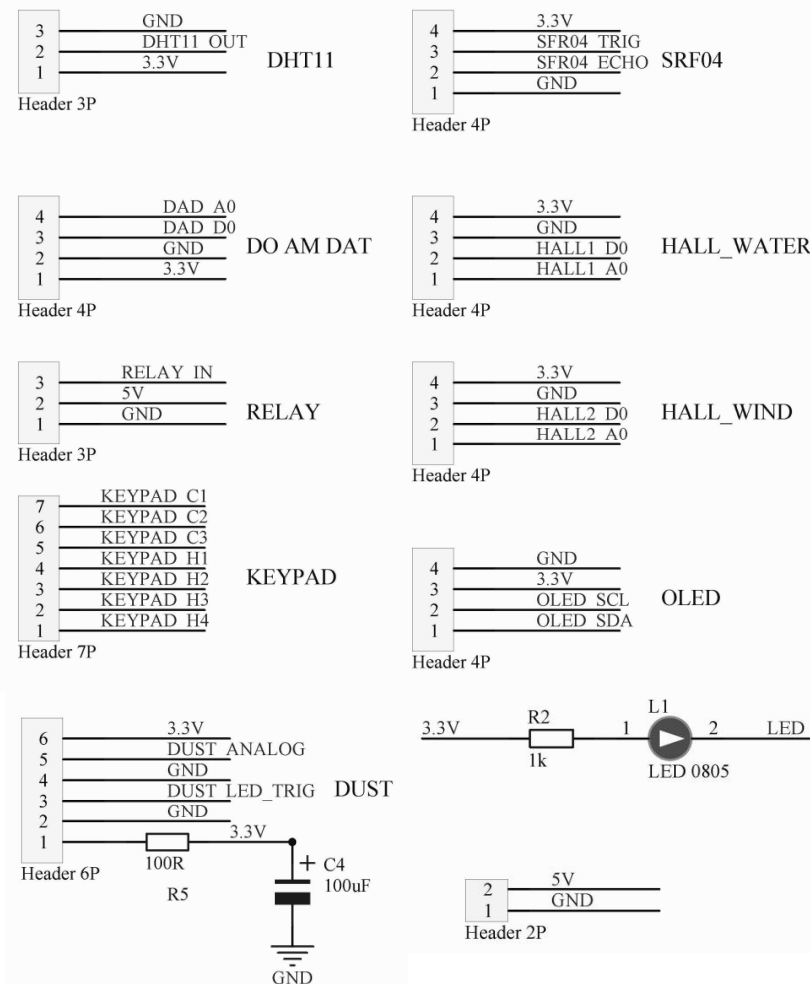 3 GND
2 DHT11_OUT
1 3.3V
DHT11
Header 3P
4 3.3V
3 SFR04_TRIG
2 SFR04_ECHO
1 GND
SRF04
Header 4P
4 DAD_A0
3 DAD_D0
2 GND
1 3.3V
DO AM DAT
Header 4P
4 3.3V
3 GND
2 HALL1_D0
1 HALL1_A0
HALL_WATER
Header 4P
3 RELAY_IN
2 5V
1 GND
RELAY
Header 3P
4 3.3V
3 GND
2 HALL2_D0
1 HALL2_A0
HALL_WIND
Header 4P
7 KEYPAD_C1
6 KEYPAD_C2
5 KEYPAD_C3
4 KEYPAD_H1
3 KEYPAD_H2
2 KEYPAD_H3
1 KEYPAD_H4
KEYPAD
Header 7P
4 GND
3 3.3V
2 OLED_SCL
1 OLED_SDA
OLED
Header 4P
6 3.3V
5 DUST_ANALOG
4 GND
3 DUST_LED_TRIG
2 GND
1 3.3V
DUST
Header 6P
100R
R5
C4
+
100uF
GND
L1
3.3V R2 1 2 LED
1k
LED 0805
2 5V
1 GND
Header 2P